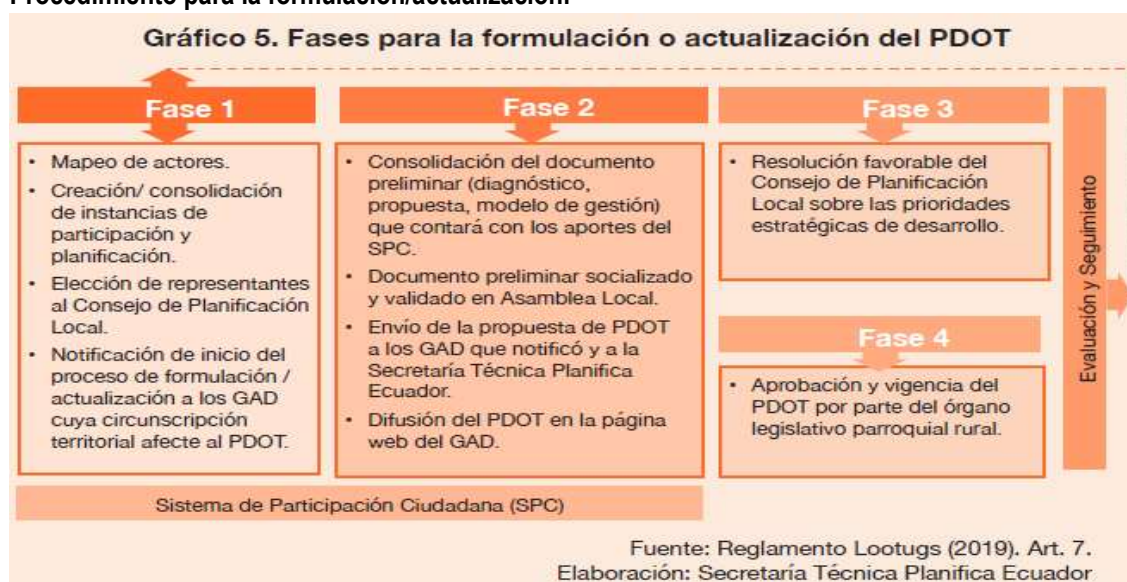 Procedimiento para la formulación/actualización:
Gráfico 5. Fases para la formulación o actualización del PDOT
Fase 1
• Mapeo de actores.
• Creación/ consolidación
de instancias de
participación y
planificación.
• Elección de representantes
al Consejo de Planificación
Local.
• Notificación de inicio del
proceso de formulación /
actualización a los GAD
cuya circunscripción
territorial afecte al PDOT.
Fase 2
• Consolidación del documento
preliminar (diagnóstico,
propuesta, modelo de gestión)
que contará con los aportes del
SPC.
• Documento preliminar socializado
y validado en Asamblea Local.
• Envío de la propuesta de PDOT
a los GAD que notificó y a la
Secretaría Técnica Planifica
Ecuador.
• Difusión del PDOT en la página
web del GAD.
Sistema de Participación Ciudadana (SPC)
Fase 3
• Resolución favorable del
Consejo de Planificación
Local sobre las prioridades
estratégicas de desarrollo.
Fase 4
• Aprobación y vigencia del
PDOT por parte del órgano
legislativo parroquial rural.
Evaluación y Seguimiento
Fuente: Reglamento Lootugs (2019). Art. 7.
Elaboración: Secretaría Técnica Planifica Ecuador